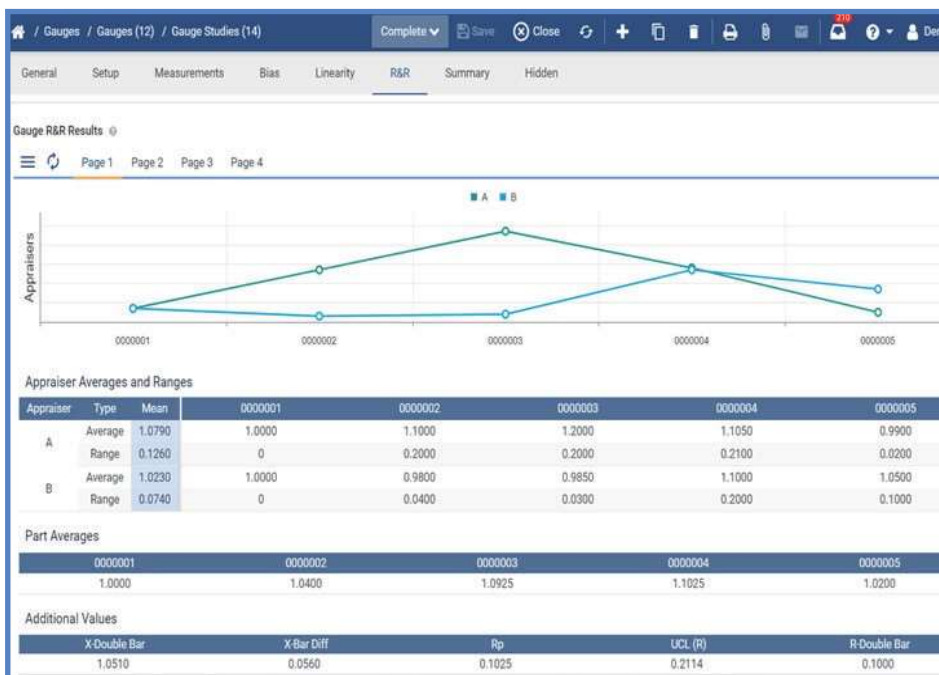 / Gauges / Gauges (12) / Gauge Studies (14) Complete Save Close 210 ? Der
General Setup Measurements Bias Linearity R&R Summary Hidden
Gauge R&R Results
Page 1 Page 2 Page 3 Page 4
A B
Appraisers
0000001 0000002 0000003 0000004 0000005
Appraiser Averages and Ranges
Appraiser Type Mean 0000001 0000002 0000003 0000004 0000005
A Average 1.0790 1.0000 1.1000 1.2000 1.1050 0.9900
Range 0.1260 0 0.2000 0.2000 0.2100 0.0200
B Average 1.0230 1.0000 0.9800 0.9850 1.1000 1.0500
Range 0.0740 0 0.0400 0.0300 0.2000 0.1000
Part Averages
0000001 0000002 0000003 0000004 0000005
1.0000 1.0400 1.0925 1.1025 1.0200
Additional Values
X-Double Bar X-Bar Diff Rp UCL (R) R-Double Bar
1.0510 0.0560 0.1025 0.2114 0.1000